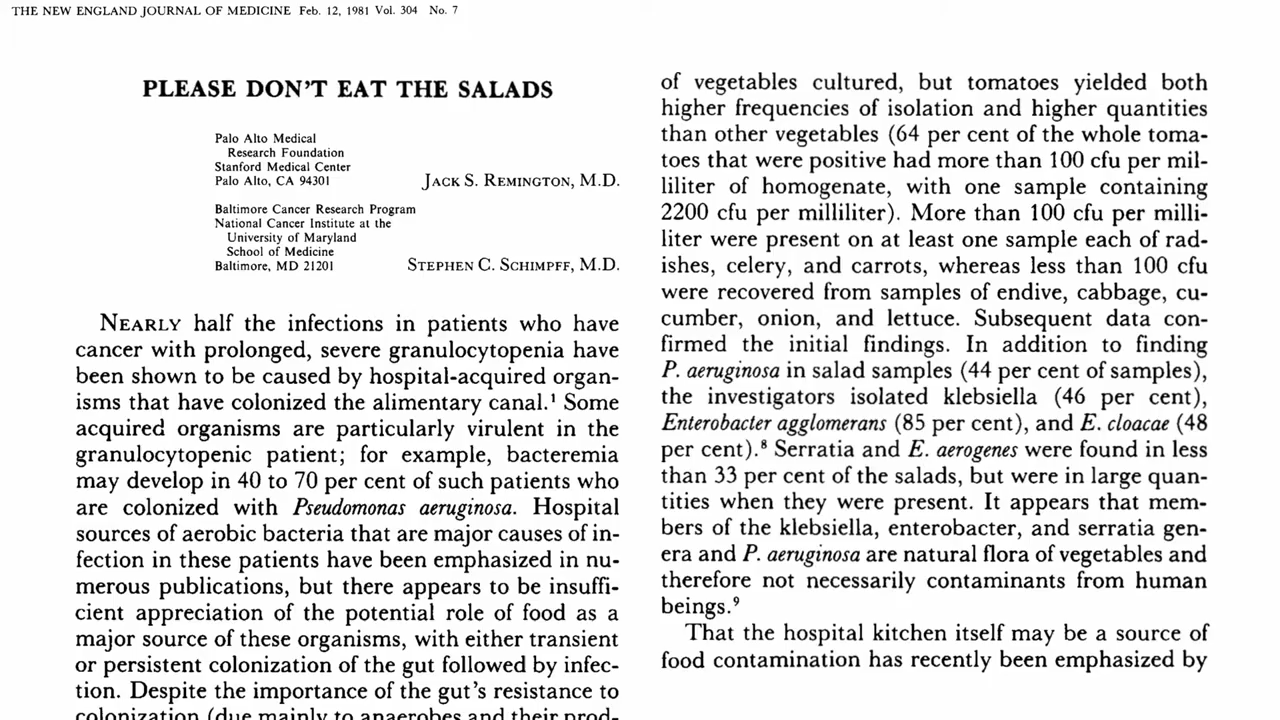 THE NEW ENGLAND JOURNAL OF MEDICINE Feb. 12, 1981 Vol. 304 No. 7
PLEASE DON'T EAT THE SALADS
Palo Alto Medical
Research Foundation
Stanford Medical Center
Palo Alto, CA 94301 JACK S. REMINGTON, M.D.
Baltimore Cancer Research Program
National Cancer Institute at the
University of Maryland
School of Medicine
Baltimore, MD 21201 STEPHEN C. SCHIMPFF, M.D.
NEARLY half the infections in patients who have
cancer with prolonged, severe granulocytopenia have
been shown to be caused by hospital-acquired organ-
isms that have colonized the alimentary canal.¹ Some
acquired organisms are particularly virulent in the
granulocytopenic patient; for example, bacteremia
may develop in 40 to 70 per cent of such patients who
are colonized with Pseudomonas aeruginosa. Hospital
sources of aerobic bacteria that are major causes of in-
fection in these patients have been emphasized in nu-
merous publications, but there appears to be insuffi-
cient appreciation of the potential role of food as a
major source of these organisms, with either transient
or persistent colonization of the gut followed by infec-
tion. Despite the importance of the gut's resistance to
colonization (due mainly to anaerobes and their prod-
of vegetables cultured, but tomatoes yielded both
higher frequencies of isolation and higher quantities
than other vegetables (64 per cent of the whole toma-
toes that were positive had more than 100 cfu per mil-
liliter of homogenate, with one sample containing
2200 cfu per milliliter). More than 100 cfu per milli-
liter were present on at least one sample each of rad-
ishes, celery, and carrots, whereas less than 100 cfu
were recovered from samples of endive, cabbage, cu-
cumber, onion, and lettuce. Subsequent data con-
firmed the initial findings. In addition to finding
P. aeruginosa in salad samples (44 per cent of samples),
the investigators isolated klebsiella (46 per cent),
Enterobacter agglomerans (85 per cent), and E. cloacae (48
per cent).⁸ Serratia and E. aerogenes were found in less
than 33 per cent of the salads, but were in large quan-
tities when they were present. It appears that mem-
bers of the klebsiella, enterobacter, and serratia gen-
era and P. aeruginosa are natural flora of vegetables and
therefore not necessarily contaminants from human
beings.⁹
That the hospital kitchen itself may be a source of
food contamination has recently been emphasized by